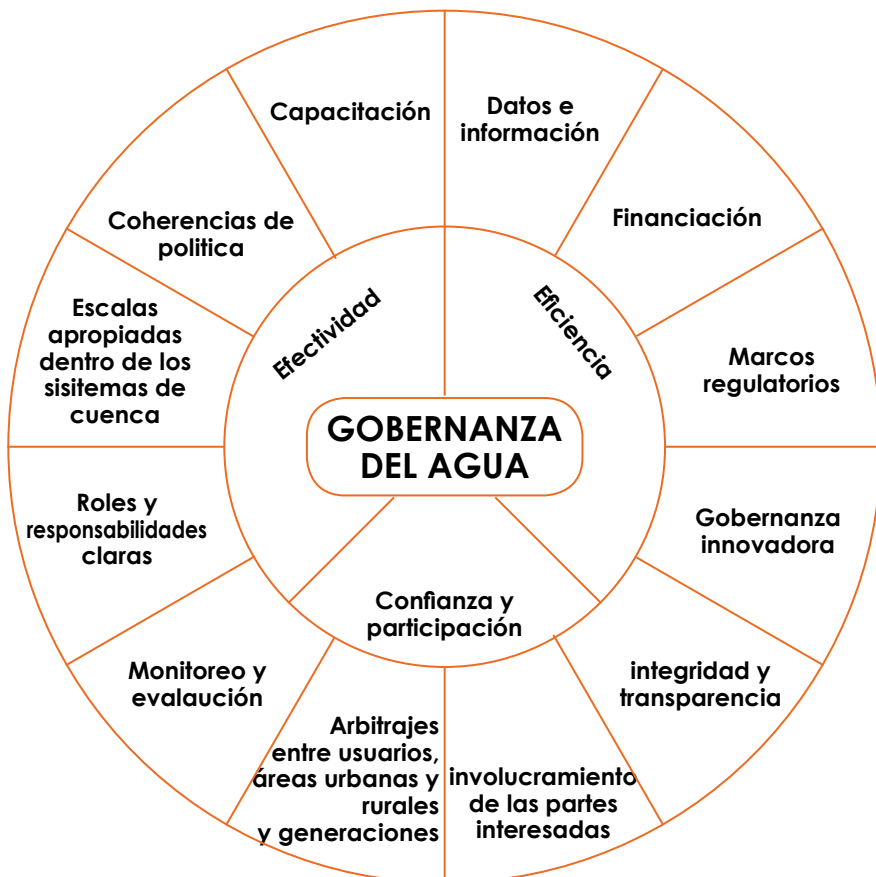 Capacitación
Datos e
información
Coherencias de
politica
Financiación
Escalas
apropiadas
dentro de los
sisitemas de
cuenca
Efectividad
Eficiencia
Marcos
regulatorios
GOBERNANZA
DEL AGUA
Roles y
responsabilidades
claras
Gobernanza
innovadora
Confianza y
participación
Monitoreo y
evalaución
integridad y
transparencia
Arbitrajes
entre usuarios,
áreas urbanas y
rurales
y generaciones
involucramiento
de las partes
interesadas